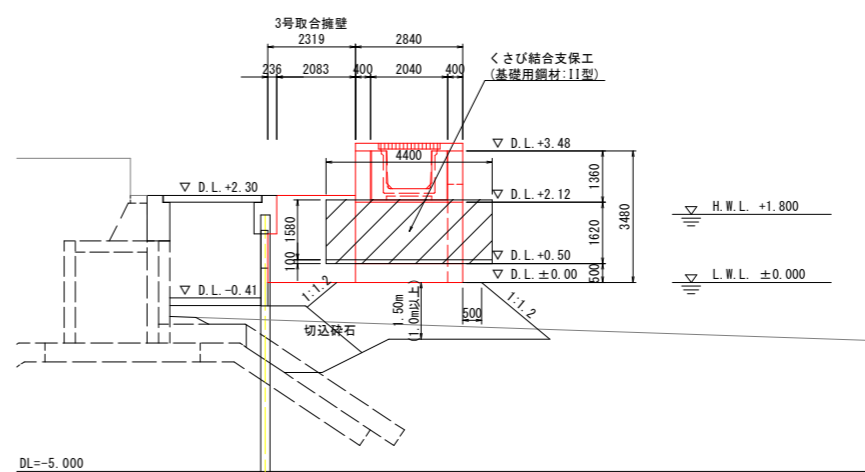 3号取合擁壁
2319
2840
236
2083
400
2040
400
くさび結合支保工
(基礎用鋼材:II型)
▽ D.L.+3.48
4400
1360
▽ D.L.+2.30
▽ D.L.+2.12
H.W.L. +1.800
1580
1620
3480
100
▽ D.L.+0.50
500
▽ D.L.±0.00
L.W.L. ±0.000
▽ D.L.-0.41
1:1.2
1.50m
(1.0m以上)
500
1:1.2
切込砕石
DL=-5.000